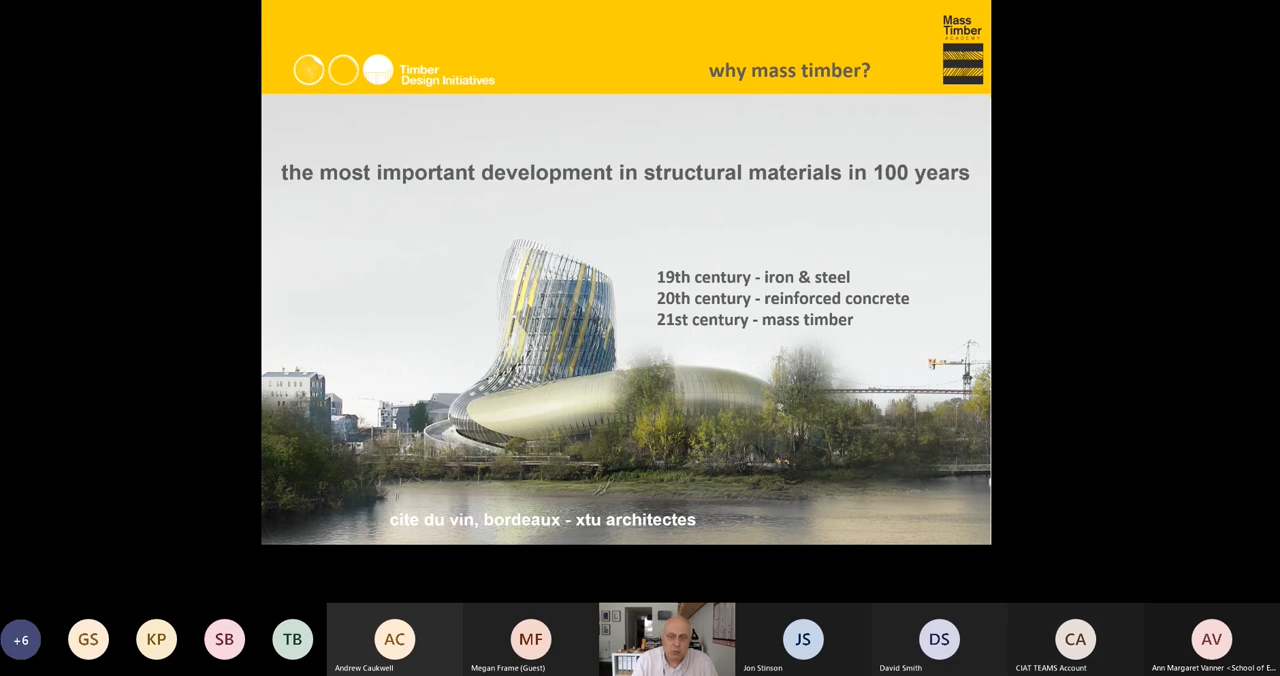 Mass
Timber
ACADEMY
Timber
Design Initiatives
why mass timber?
the most important development in structural materials in 100 years
19th century - iron & steel
20th century - reinforced concrete
21st century - mass timber
cite du vin, bordeaux - xtu architectes
+6
GS
KP
SB
TB
AC
MF
JS
DS
CA
AV
Andrew Caukwell
Megan Frame (Guest)
Jon Stinson
David Smith
CIAT TEAMS Account
Ann Margaret Vanner <School of E...